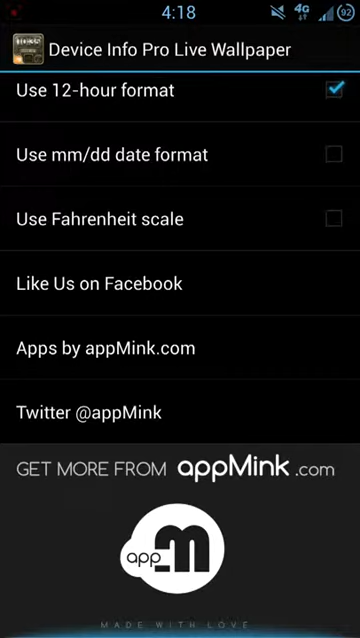 4:18
4G
92
Device Info Pro Live Wallpaper
Use 12-hour format
Use mm/dd date format
Use Fahrenheit scale
Like Us on Facebook
Apps by appMink.com
Twitter @appMink
GET MORE FROM appMink.com
app m
MADE WITH LOVE